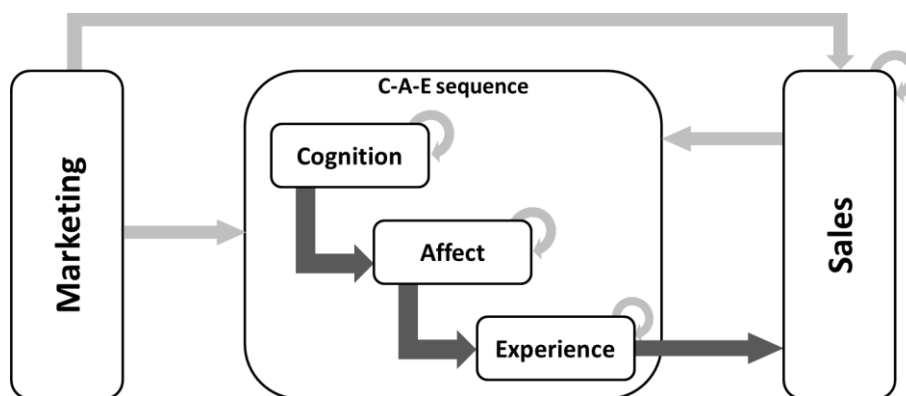 Marketing
C-A-E sequence
Cognition
Affect
Experience
Sales